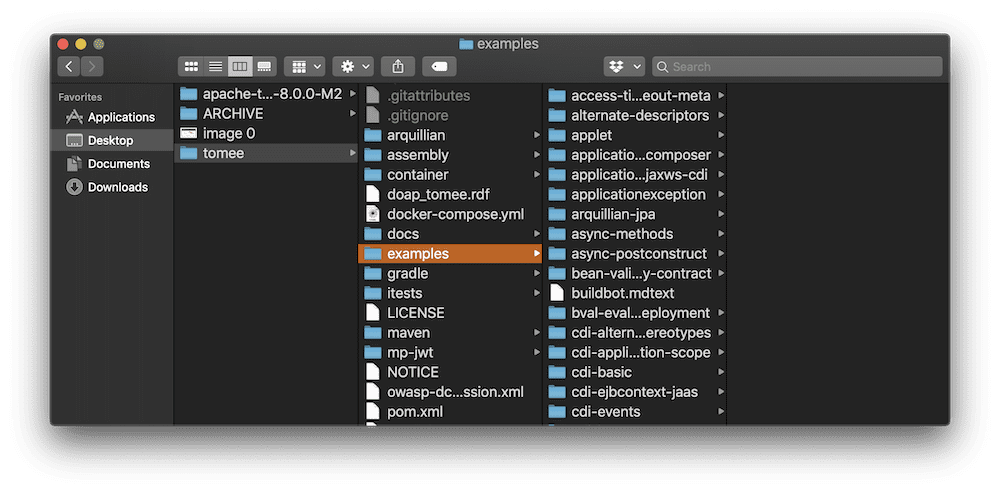 examples
Search
Favorites
Applications
Desktop
Documents
Downloads
apache-t...-8.0.0-M2
ARCHIVE
image 0
tomee
.gitattributes
.gitignore
arquillian
assembly
container
doap_tomee.rdf
docker-compose.yml
docs
examples
gradle
itests
LICENSE
maven
mp-jwt
NOTICE
owasp-dc...ssion.xml
pom.xml
access-ti...eout-meta
alternate-descriptors
applet
applicatio...composer
applicatio...jaxws-cdi
applicationexception
arquillian-jpa
async-methods
async-postconstruct
bean-vali...y-contract
buildbot.mdtext
bval-eval...eployment
cdi-altern...ereotypes
cdi-appli...tion-scope
cdi-basic
cdi-ejbcontext-jaas
cdi-events